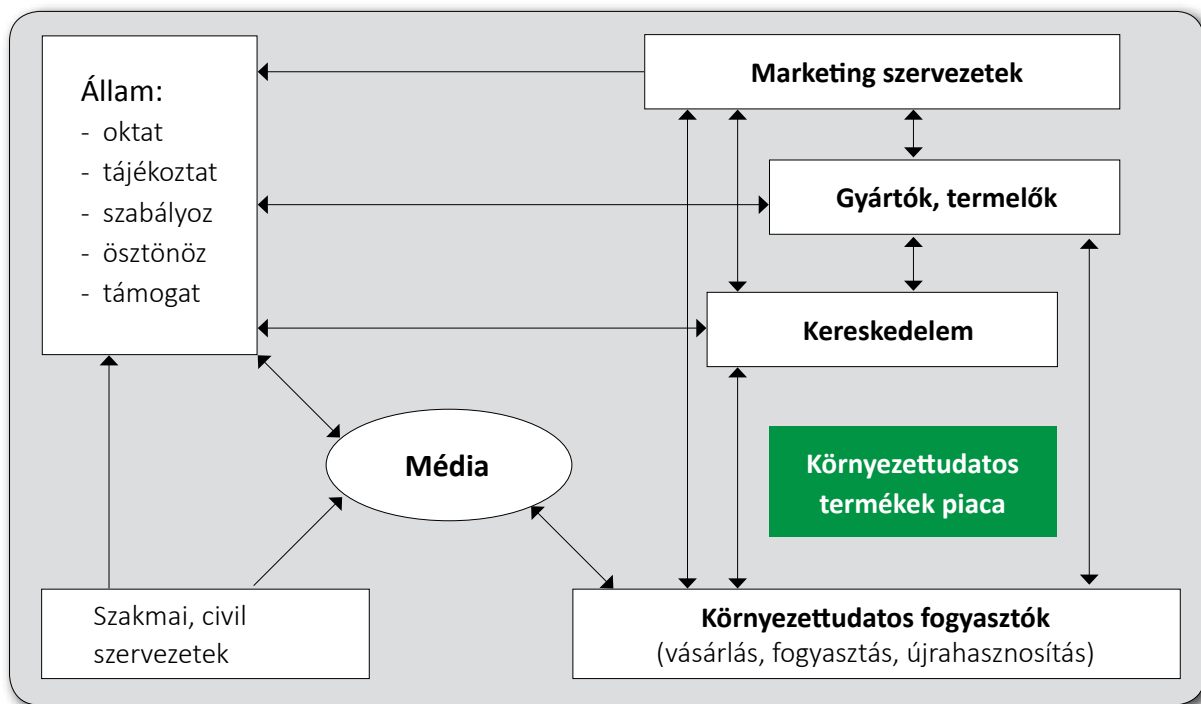 Állam:
- oktat
- tájékoztat
- szabályoz
- ösztönöz
- támogat
Marketing szervezetek
Gyártók, termelők
Kereskedelem
Média
Környezettudatos
termékek piaca
Szakmai, civil
szervezetek
Környezettudatos fogyasztók
(vásárlás, fogyasztás, újrahasznosítás)